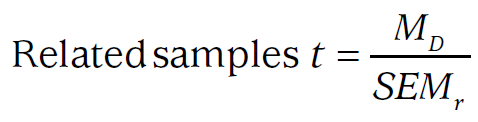 Related samples t = M_D / SEM_r